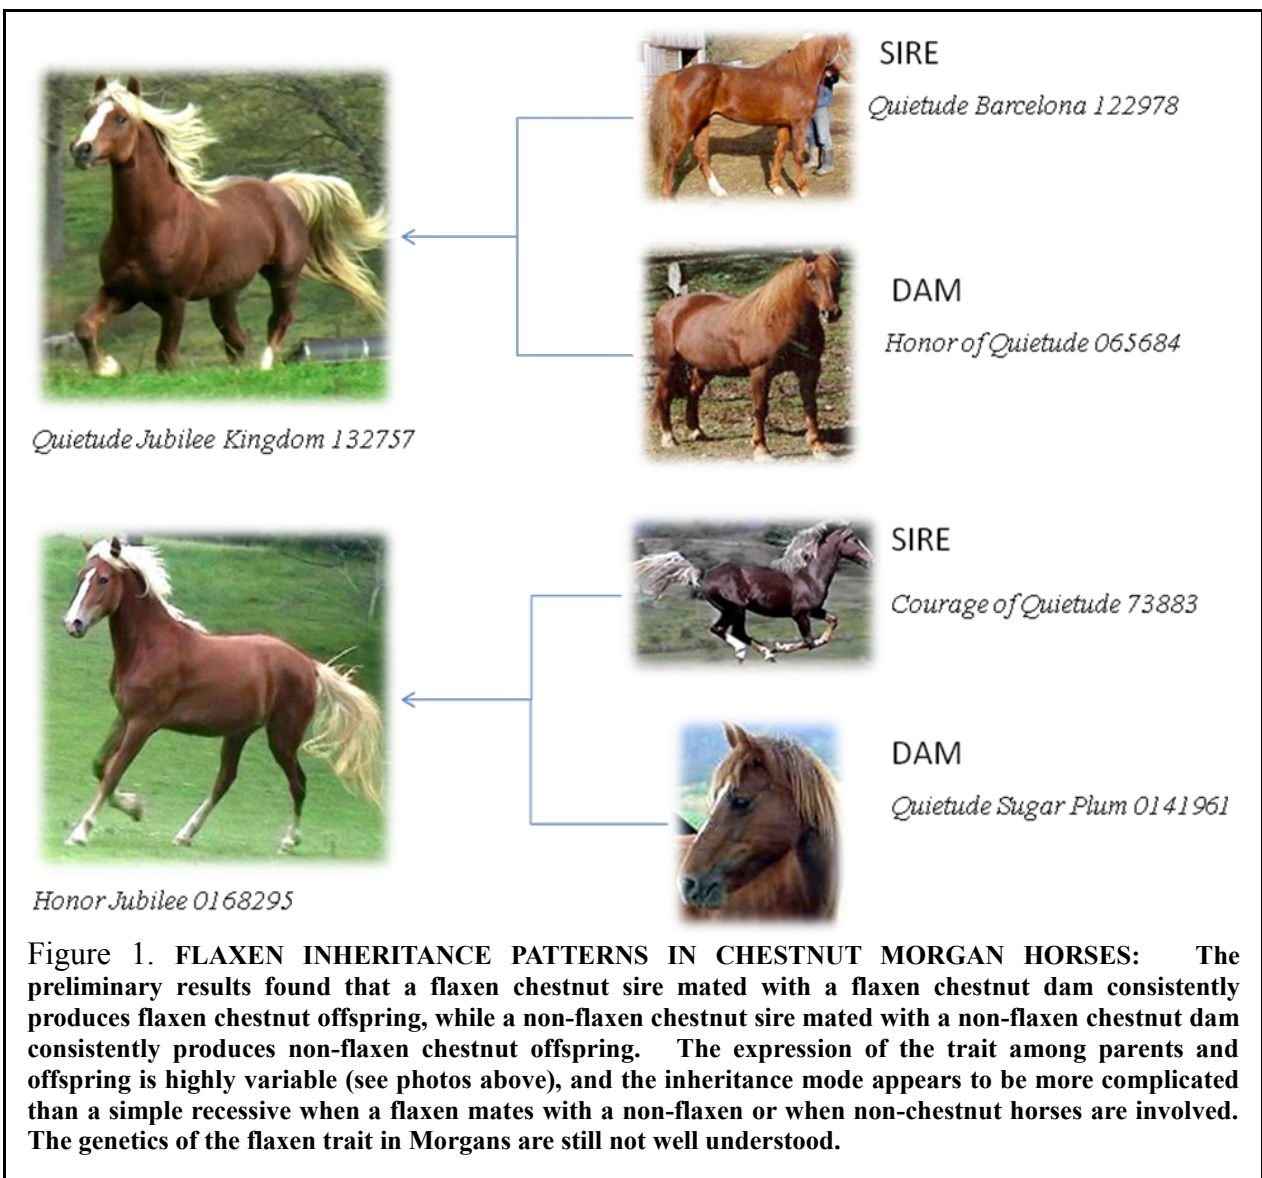 SIRE
Quietude Barcelona 122978
DAM
Honor of Quietude 065684
Quietude Jubilee Kingdom 132757
SIRE
Courage of Quietude 73883
DAM
Quietude Sugar Plum 0141961
Honor Jubilee 0168295
Figure 1. FLAXEN INHERITANCE PATTERNS IN CHESTNUT MORGAN HORSES: The
preliminary results found that a flaxen chestnut sire mated with a flaxen chestnut dam consistently
produces flaxen chestnut offspring, while a non-flaxen chestnut sire mated with a non-flaxen chestnut dam
consistently produces non-flaxen chestnut offspring. The expression of the trait among parents and
offspring is highly variable (see photos above), and the inheritance mode appears to be more complicated
than a simple recessive when a flaxen mates with a non-flaxen or when non-chestnut horses are involved.
The genetics of the flaxen trait in Morgans are still not well understood.